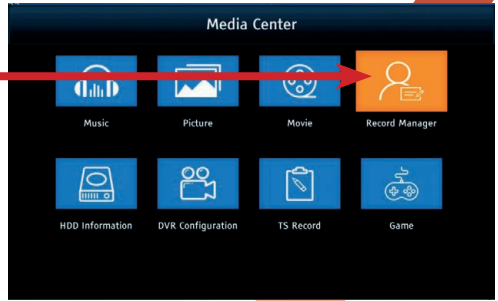 Media Center
Music Picture Movie Record Manager
HDD Information DVR Configuration TS Record Game